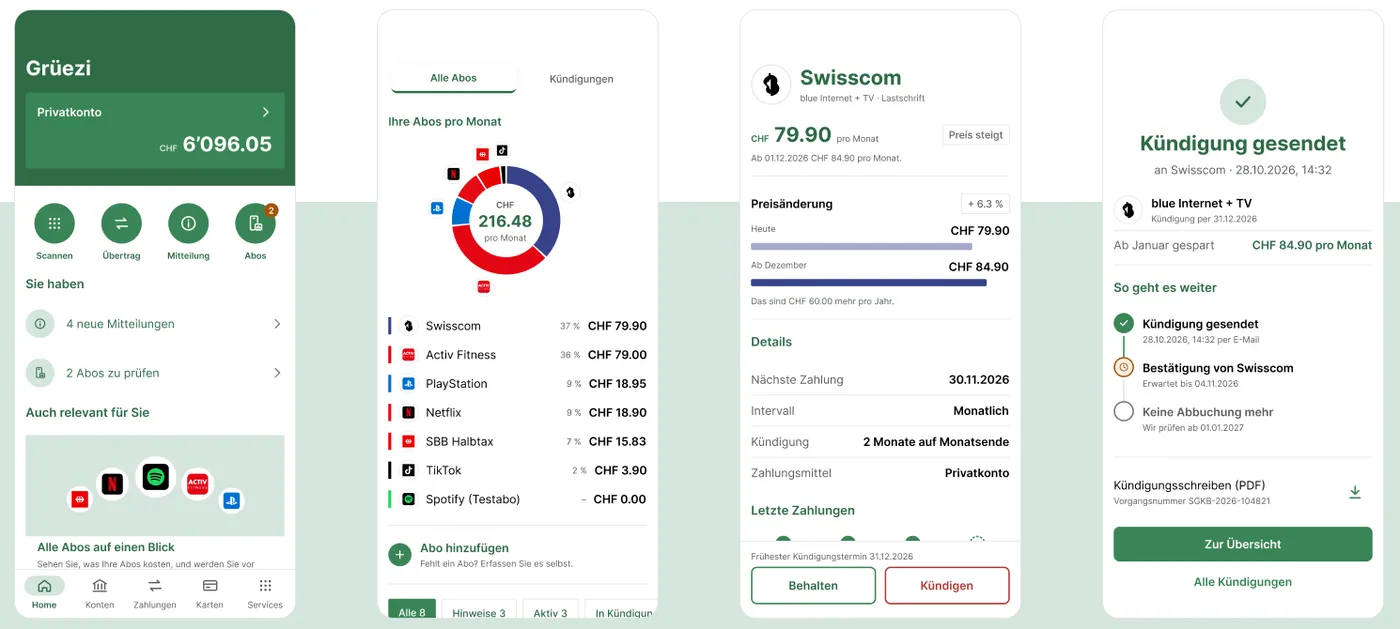 Grüezi
Privatkonto
CHF 6’096.05
Scannen
Übertrag
Mitteilung
2
Abos
Sie haben
4 neue Mitteilungen
2 Abos zu prüfen
Auch relevant für Sie
ACTIV
FITNESS
Alle Abos auf einen Blick
Sehen Sie, was Ihre Abos kosten, und werden Sie vor
Home
Konten
Zahlungen
Karten
Services
Alle Abos
Kündigungen
Ihre Abos pro Monat
CHF
216.48
pro Monat
Swisscom 37 % CHF 79.90
Activ Fitness 36 % CHF 79.00
PlayStation 9 % CHF 18.95
Netflix 9 % CHF 18.90
SBB Halbtax 7 % CHF 15.83
TikTok 2 % CHF 3.90
Spotify (Testabo) – CHF 0.00
Abo hinzufügen
Fehlt ein Abo? Erfassen Sie es selbst.
Alle 8
Hinweise 3
Aktiv 3
In Kündigun
Swisscom
blue Internet + TV · Lastschrift
CHF 79.90 pro Monat
Preis steigt
Ab 01.12.2026 CHF 84.90 pro Monat.
Preisänderung
+ 6.3 %
Heute
CHF 79.90
Ab Dezember
CHF 84.90
Das sind CHF 60.00 mehr pro Jahr.
Details
Nächste Zahlung 30.11.2026
Intervall Monatlich
Kündigung 2 Monate auf Monatsende
Zahlungsmittel Privatkonto
Letzte Zahlungen
Frühester Kündigungstermin 31.12.2026
Behalten
Kündigen
Kündigung gesendet
an Swisscom · 28.10.2026, 14:32
blue Internet + TV
Kündigung per 31.12.2026
Ab Januar gespart CHF 84.90 pro Monat
So geht es weiter
Kündigung gesendet
28.10.2026, 14:32 per E-Mail
Bestätigung von Swisscom
Erwartet bis 04.11.2026
Keine Abbuchung mehr
Wir prüfen ab 01.01.2027
Kündigungsschreiben (PDF)
Vorgangsnummer SGKB-2026-104821
Zur Übersicht
Alle Kündigungen